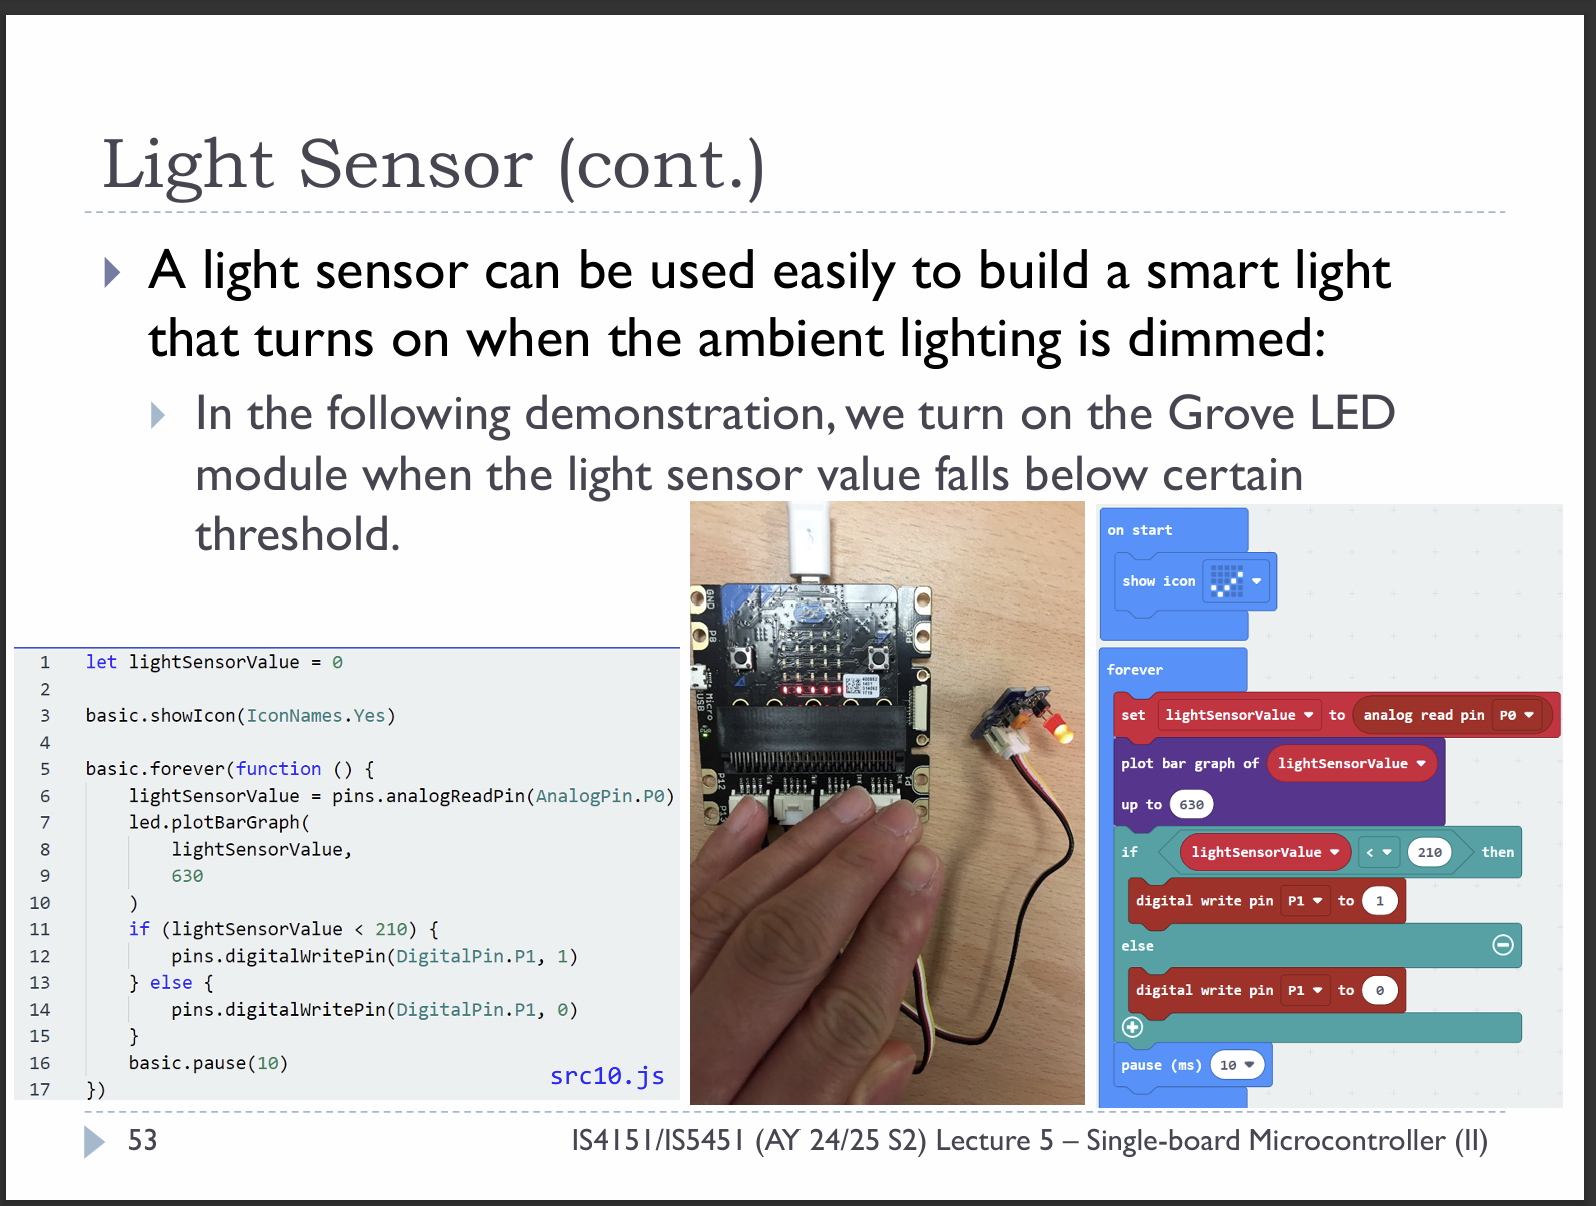 Light Sensor (cont.)
A light sensor can be used easily to build a smart light
that turns on when the ambient lighting is dimmed:
In the following demonstration, we turn on the Grove LED
module when the light sensor value falls below certain
threshold.
1 let lightSensorValue = 0
2
3 basic.showIcon(IconNames.Yes)
4
5 basic.forever(function () {
6 lightSensorValue = pins.analogReadPin(AnalogPin.P0)
7 led.plotBarGraph(
8 lightSensorValue,
9 630
10 )
11 if (lightSensorValue < 210) {
12 pins.digitalWritePin(DigitalPin.P1, 1)
13 } else {
14 pins.digitalWritePin(DigitalPin.P1, 0)
15 }
16 basic.pause(10)
17 })
src10.js
GND
P8
Micro
USB
P12
P13
P1
on start
show icon
forever
set lightSensorValue to analog read pin P0
plot bar graph of lightSensorValue
up to 630
if lightSensorValue < 210 then
digital write pin P1 to 1
else
digital write pin P1 to 0
pause (ms) 10
53
IS4151/IS5451 (AY 24/25 S2) Lecture 5 – Single-board Microcontroller (II)